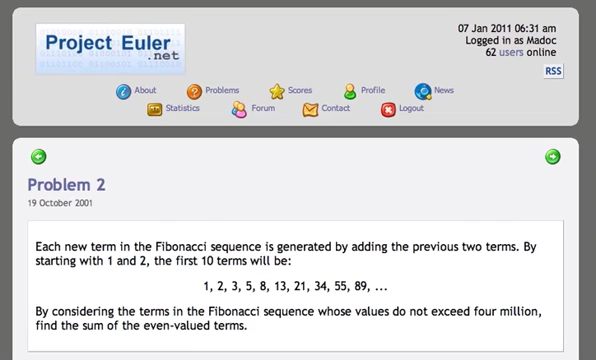 Project Euler
.net
07 Jan 2011 06:31 am
Logged in as Madoc
62 users online
RSS
About Problems Scores Profile News
Statistics Forum Contact Logout
Problem 2
19 October 2001
Each new term in the Fibonacci sequence is generated by adding the previous two terms. By
starting with 1 and 2, the first 10 terms will be:
1, 2, 3, 5, 8, 13, 21, 34, 55, 89, ...
By considering the terms in the Fibonacci sequence whose values do not exceed four million,
find the sum of the even-valued terms.